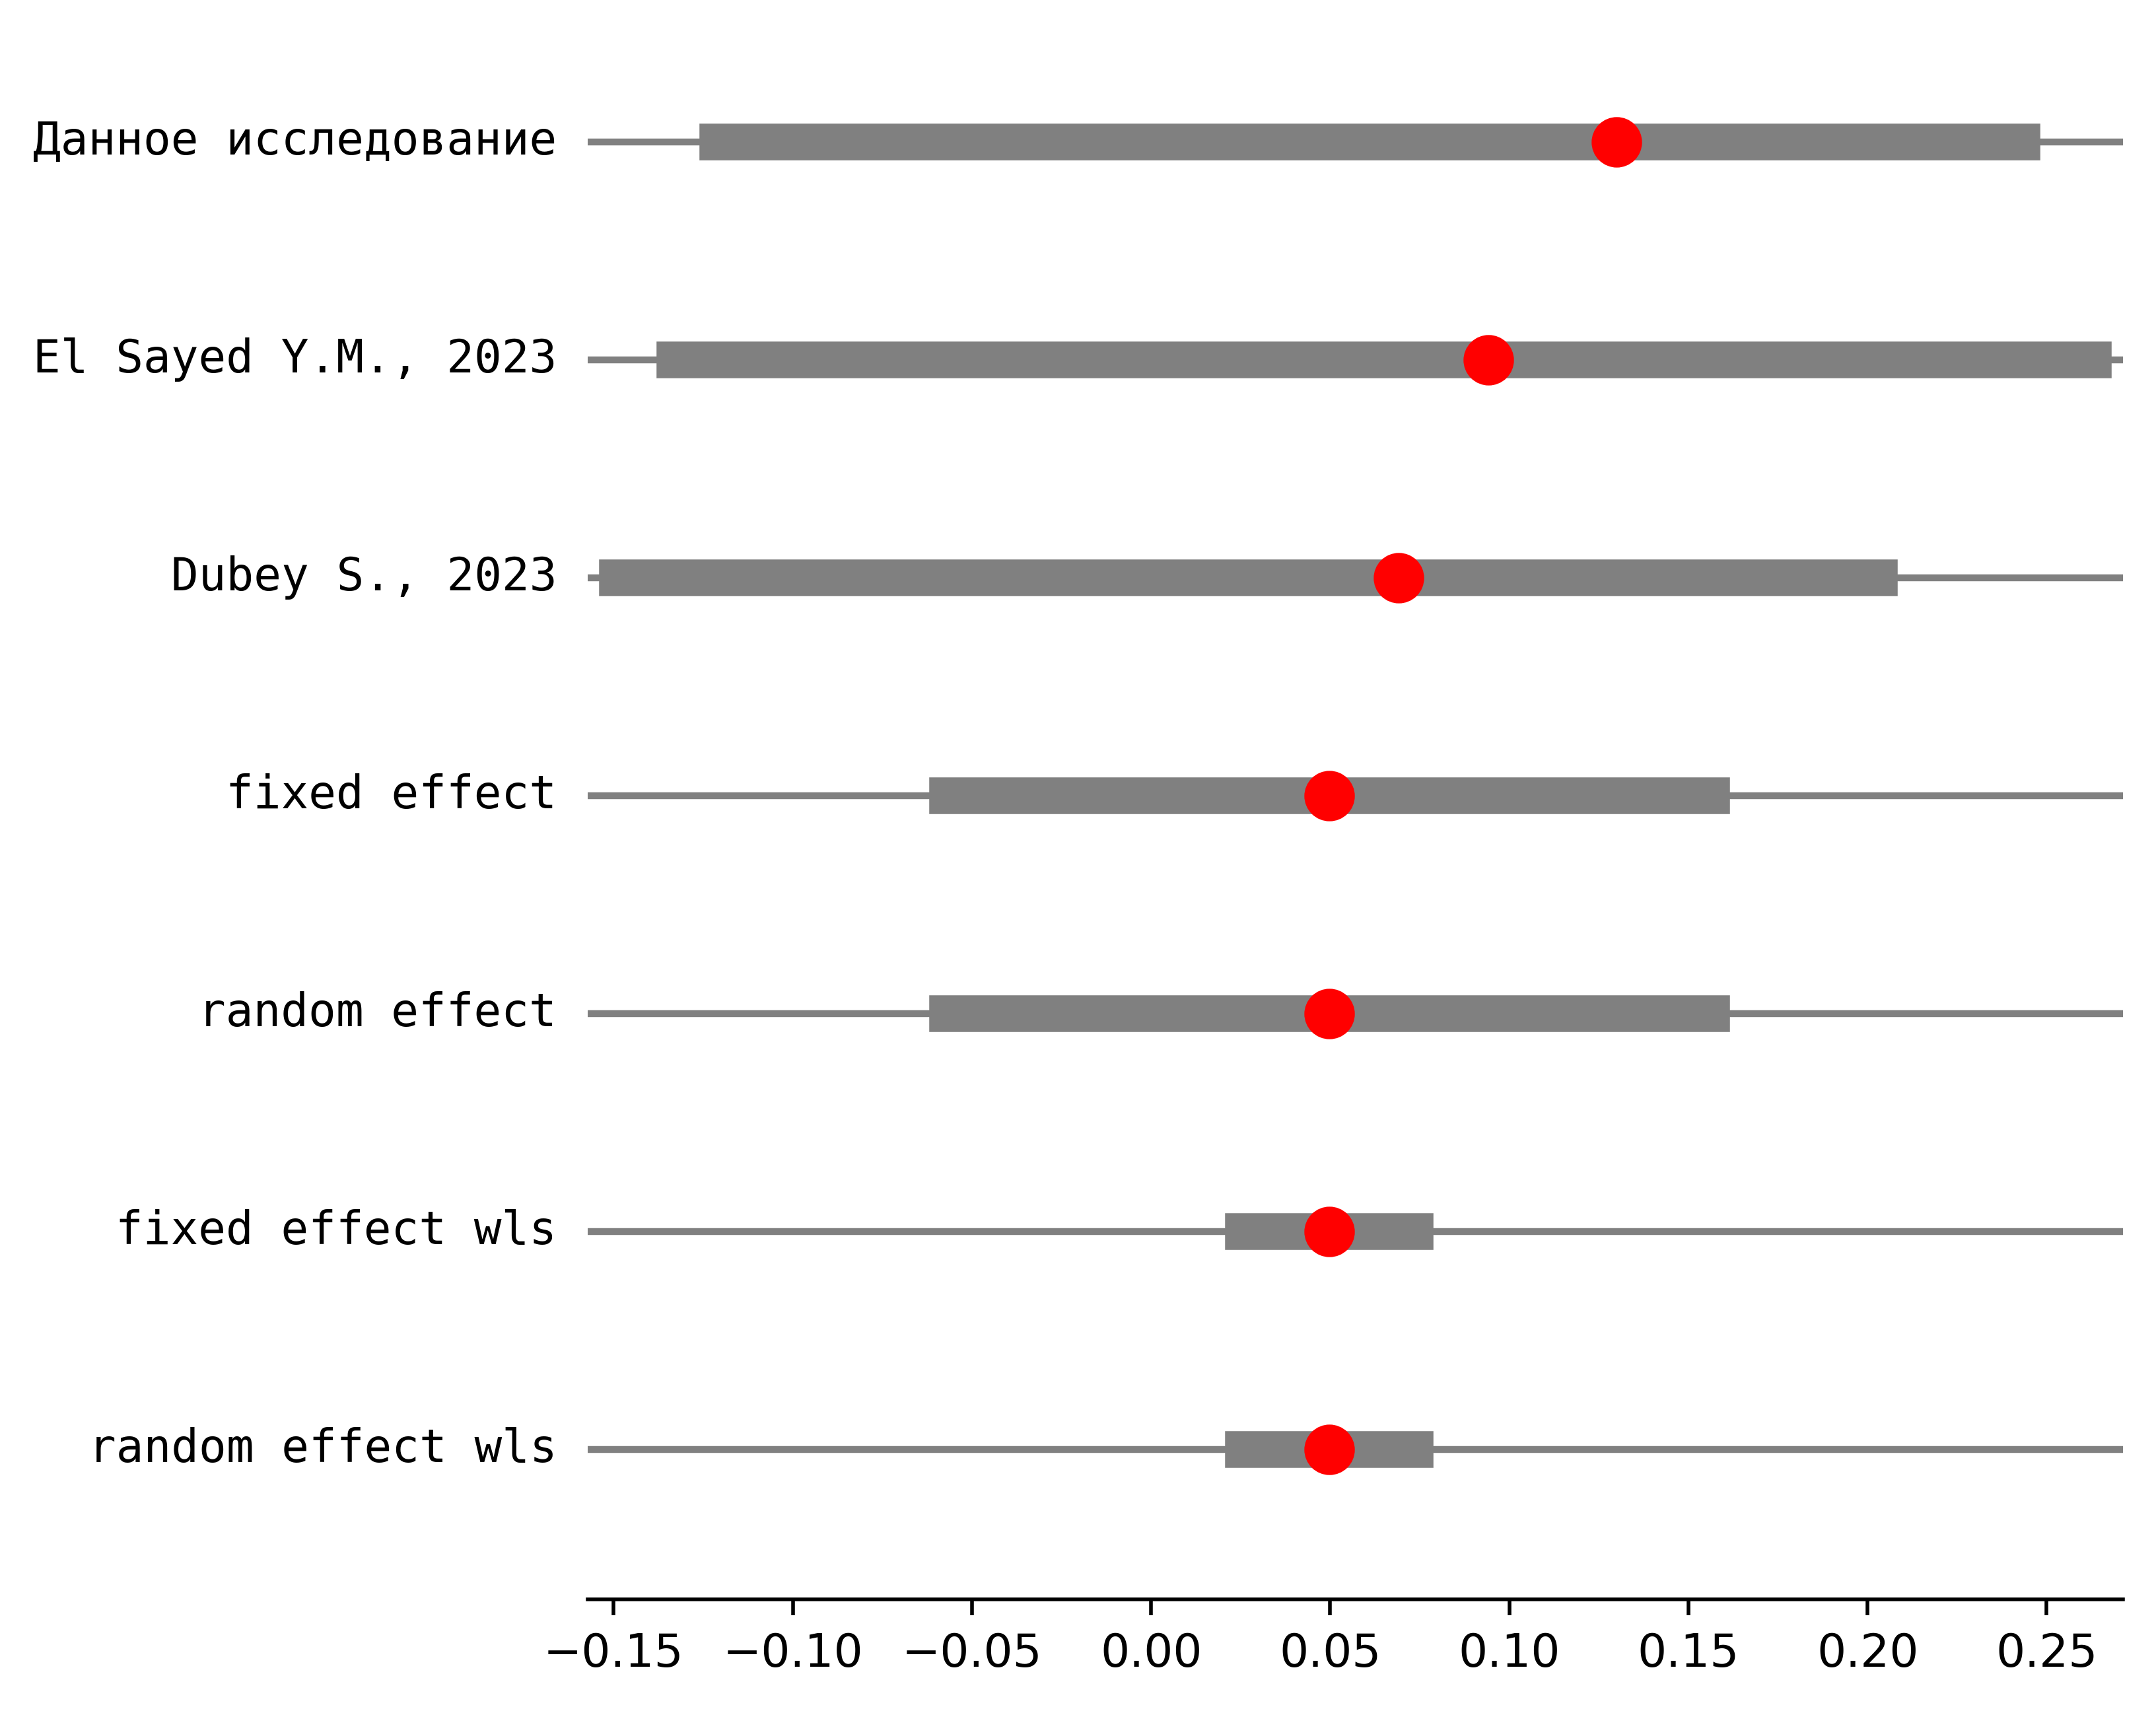 Данное исследование
El Sayed Y.M., 2023
Dubey S., 2023
fixed effect
random effect
fixed effect wls
random effect wls
−0.15 −0.10 −0.05 0.00 0.05 0.10 0.15 0.20 0.25